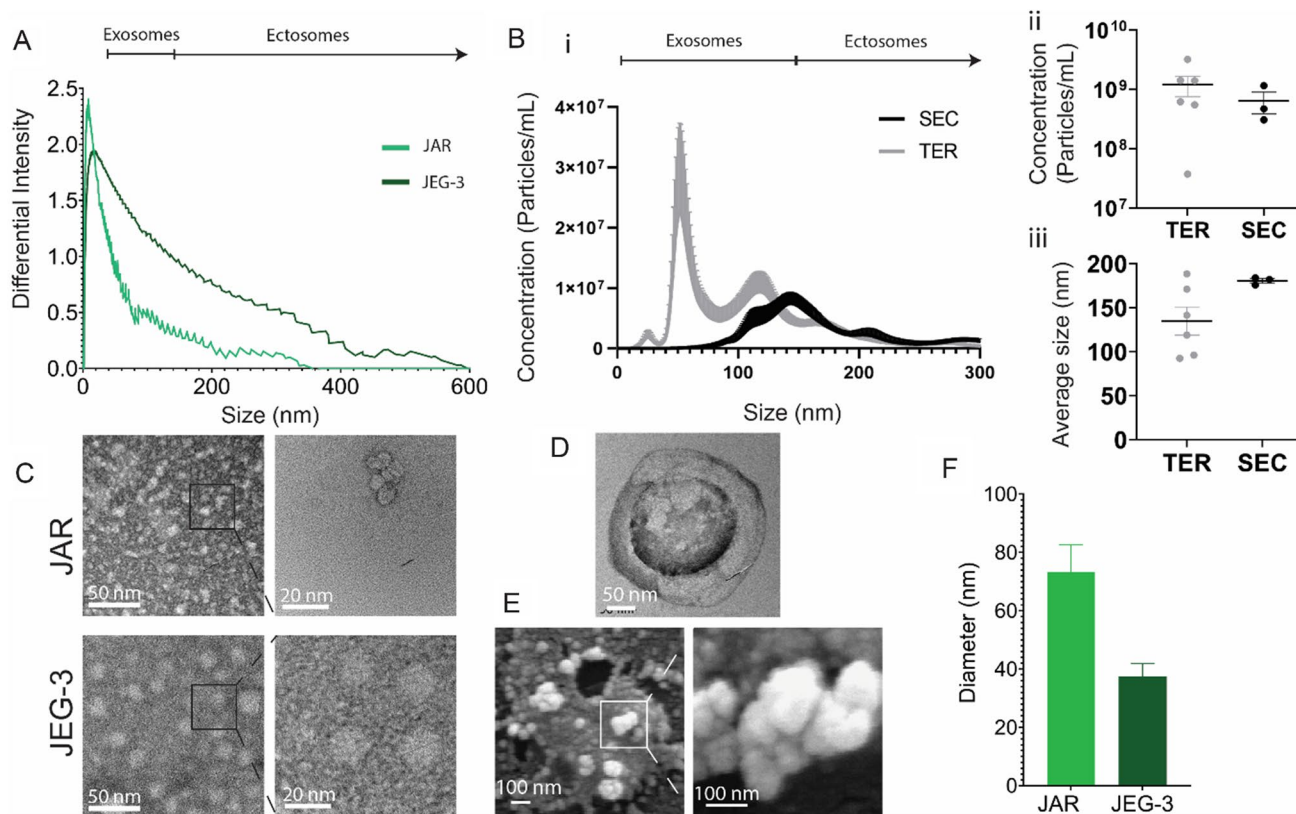 A
Exosomes
Ectosomes
Differential Intensity
2.5
2.0
1.5
1.0
0.5
0.0
JAR
JEG-3
0
200
400
600
Size (nm)
B
i
Exosomes
Ectosomes
Concentration (Particles/mL)
4×10⁷
3×10⁷
2×10⁷
1×10⁷
0
SEC
TER
0
100
200
300
Size (nm)
ii
Concentration
(Particles/mL)
10¹⁰
10⁹
10⁸
10⁷
TER
SEC
iii
Average size (nm)
200
150
100
50
0
TER
SEC
C
JAR
50 nm
20 nm
JEG-3
50 nm
20 nm
D
50 nm
E
100 nm
100 nm
F
Diameter (nm)
100
80
60
40
20
0
JAR
JEG-3